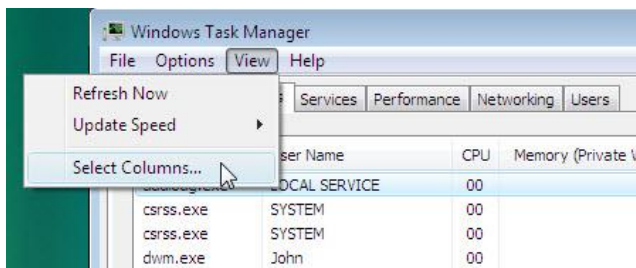 Windows Task Manager
File Options View Help
Refresh Now
Update Speed
Select Columns...
Services Performance Networking Users
User Name CPU Memory (Private
LOCAL SERVICE 00
csrss.exe SYSTEM 00
csrss.exe SYSTEM 00
dwm.exe John 00